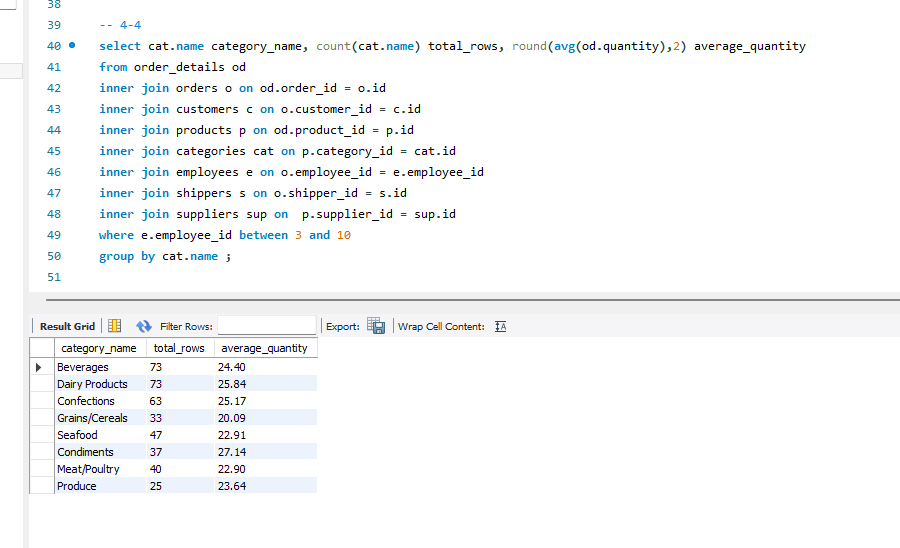 38
39 -- 4-4
40 select cat.name category_name, count(cat.name) total_rows, round(avg(od.quantity),2) average_quantity
41 from order_details od
42 inner join orders o on od.order_id = o.id
43 inner join customers c on o.customer_id = c.id
44 inner join products p on od.product_id = p.id
45 inner join categories cat on p.category_id = cat.id
46 inner join employees e on o.employee_id = e.employee_id
47 inner join shippers s on o.shipper_id = s.id
48 inner join suppliers sup on  p.supplier_id = sup.id
49 where e.employee_id between 3 and 10
50 group by cat.name ;
51
Result Grid Filter Rows: Export: Wrap Cell Content: IA
category_name total_rows average_quantity
Beverages 73 24.40
Dairy Products 73 25.84
Confections 63 25.17
Grains/Cereals 33 20.09
Seafood 47 22.91
Condiments 37 27.14
Meat/Poultry 40 22.90
Produce 25 23.64